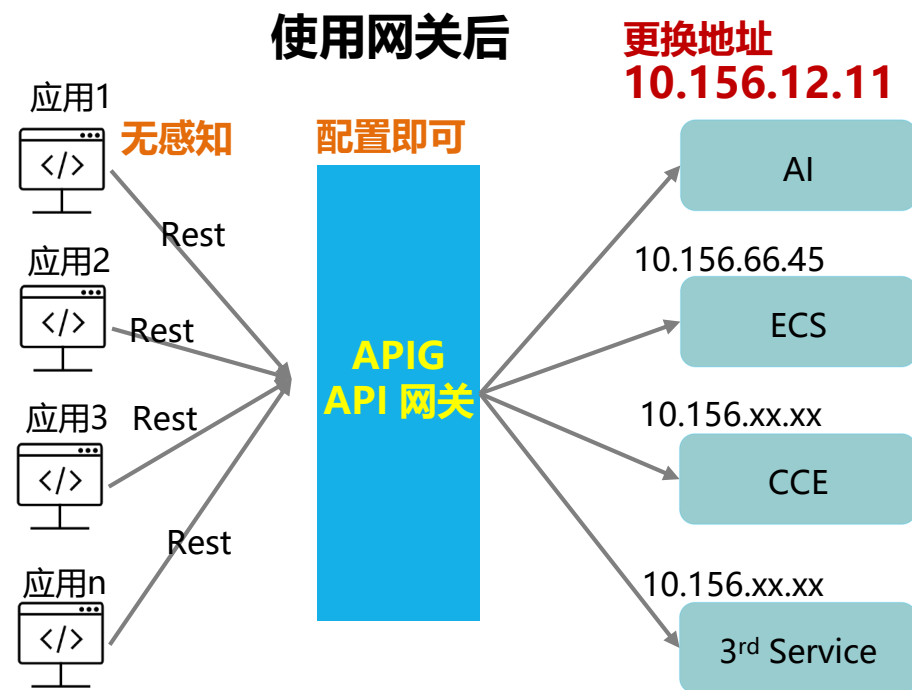 使用网关后
更换地址
10.156.12.11
应用1
无感知
配置即可
</>
AI
Rest
应用2
10.156.66.45
</>
Rest
ECS
APIG
API 网关
应用3
Rest
10.156.xx.xx
</>
CCE
Rest
应用n
10.156.xx.xx
</>
3rd Service